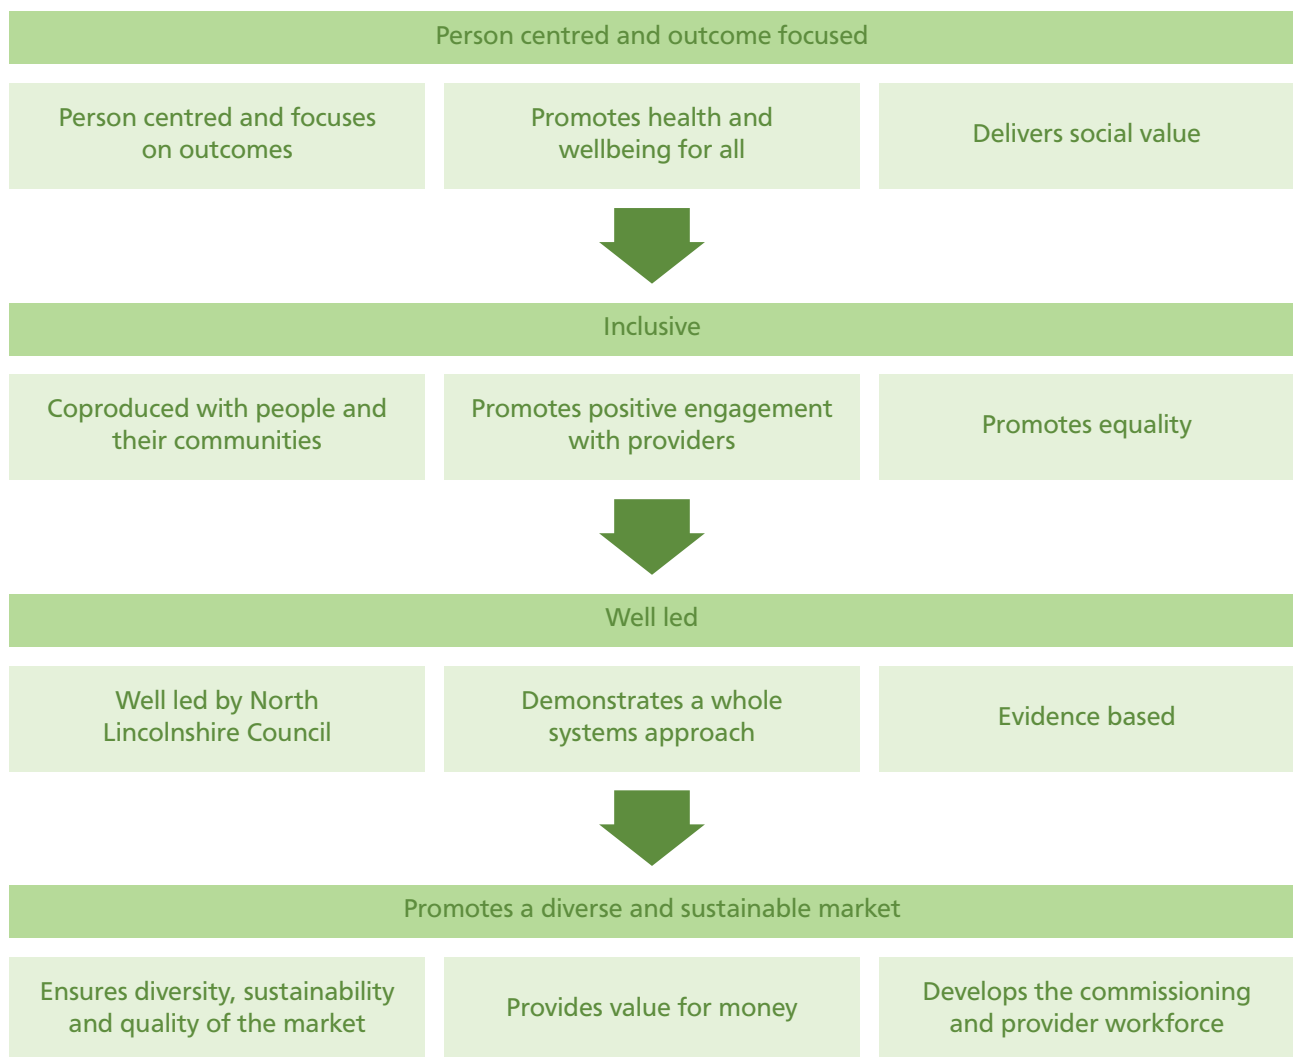 Person centred and outcome focused
Person centred and focuses
on outcomes
Promotes health and
wellbeing for all
Delivers social value
Inclusive
Coproduced with people and
their communities
Promotes positive engagement
with providers
Promotes equality
Well led
Well led by North
Lincolnshire Council
Demonstrates a whole
systems approach
Evidence based
Promotes a diverse and sustainable market
Ensures diversity, sustainability
and quality of the market
Provides value for money
Develops the commissioning
and provider workforce